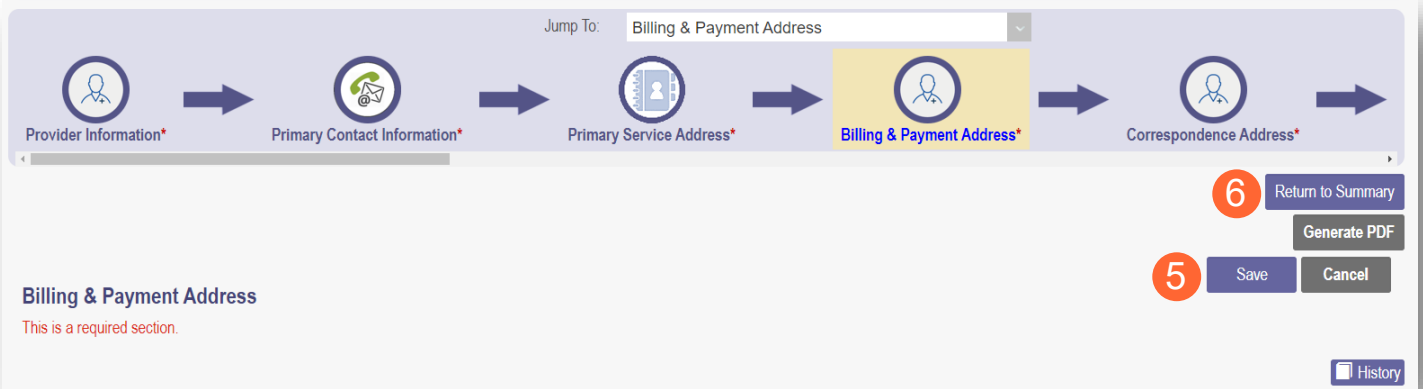 Jump To: Billing & Payment Address
@
Provider Information* Primary Contact Information* Primary Service Address* Billing & Payment Address* Correspondence Address*
6 Return to Summary
Generate PDF
5 Save Cancel
Billing & Payment Address
This is a required section.
History